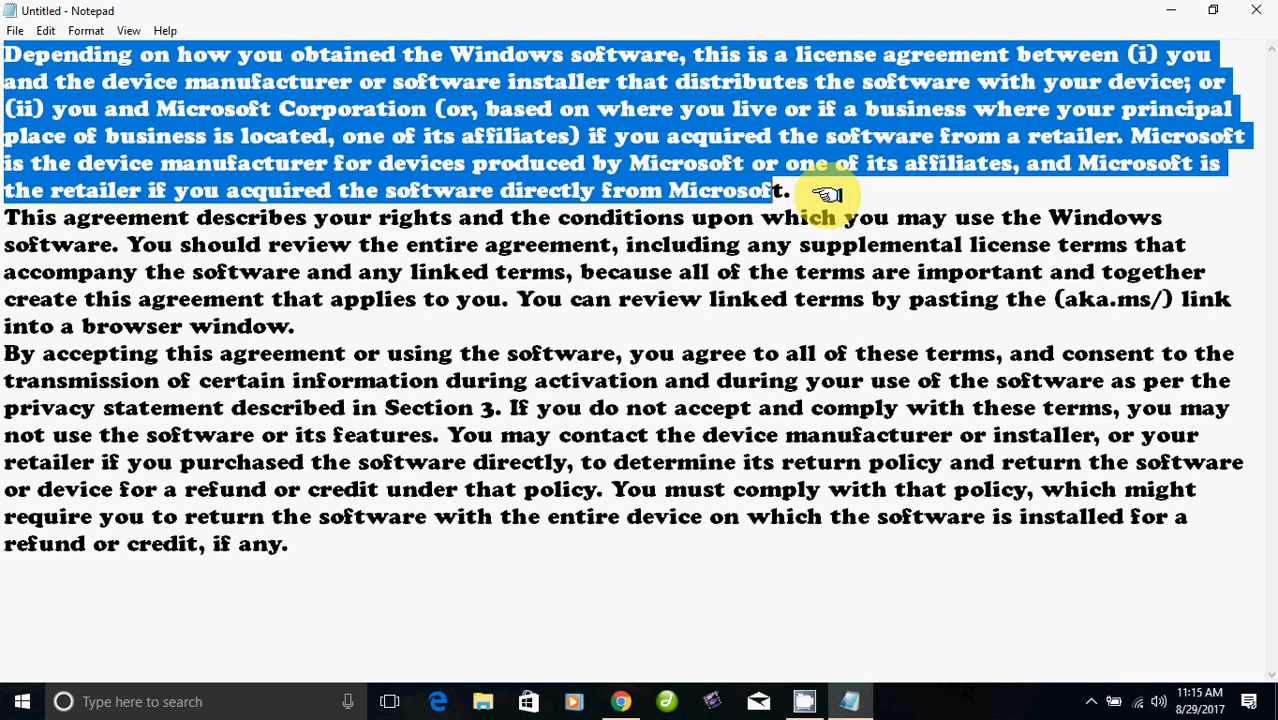 Untitled - Notepad
File Edit Format View Help
Depending on how you obtained the Windows software, this is a license agreement between (i) you
and the device manufacturer or software installer that distributes the software with your device; or
(ii) you and Microsoft Corporation (or, based on where you live or if a business where your principal
place of business is located, one of its affiliates) if you acquired the software from a retailer. Microsoft
is the device manufacturer for devices produced by Microsoft or one of its affiliates, and Microsoft is
the retailer if you acquired the software directly from Microsoft.
This agreement describes your rights and the conditions upon which you may use the Windows
software. You should review the entire agreement, including any supplemental license terms that
accompany the software and any linked terms, because all of the terms are important and together
create this agreement that applies to you. You can review linked terms by pasting the (aka.ms/) link
into a browser window.
By accepting this agreement or using the software, you agree to all of these terms, and consent to the
transmission of certain information during activation and during your use of the software as per the
privacy statement described in Section 3. If you do not accept and comply with these terms, you may
not use the software or its features. You may contact the device manufacturer or installer, or your
retailer if you purchased the software directly, to determine its return policy and return the software
or device for a refund or credit under that policy. You must comply with that policy, which might
require you to return the software with the entire device on which the software is installed for a
refund or credit, if any.
Type here to search
11:15 AM
8/29/2017